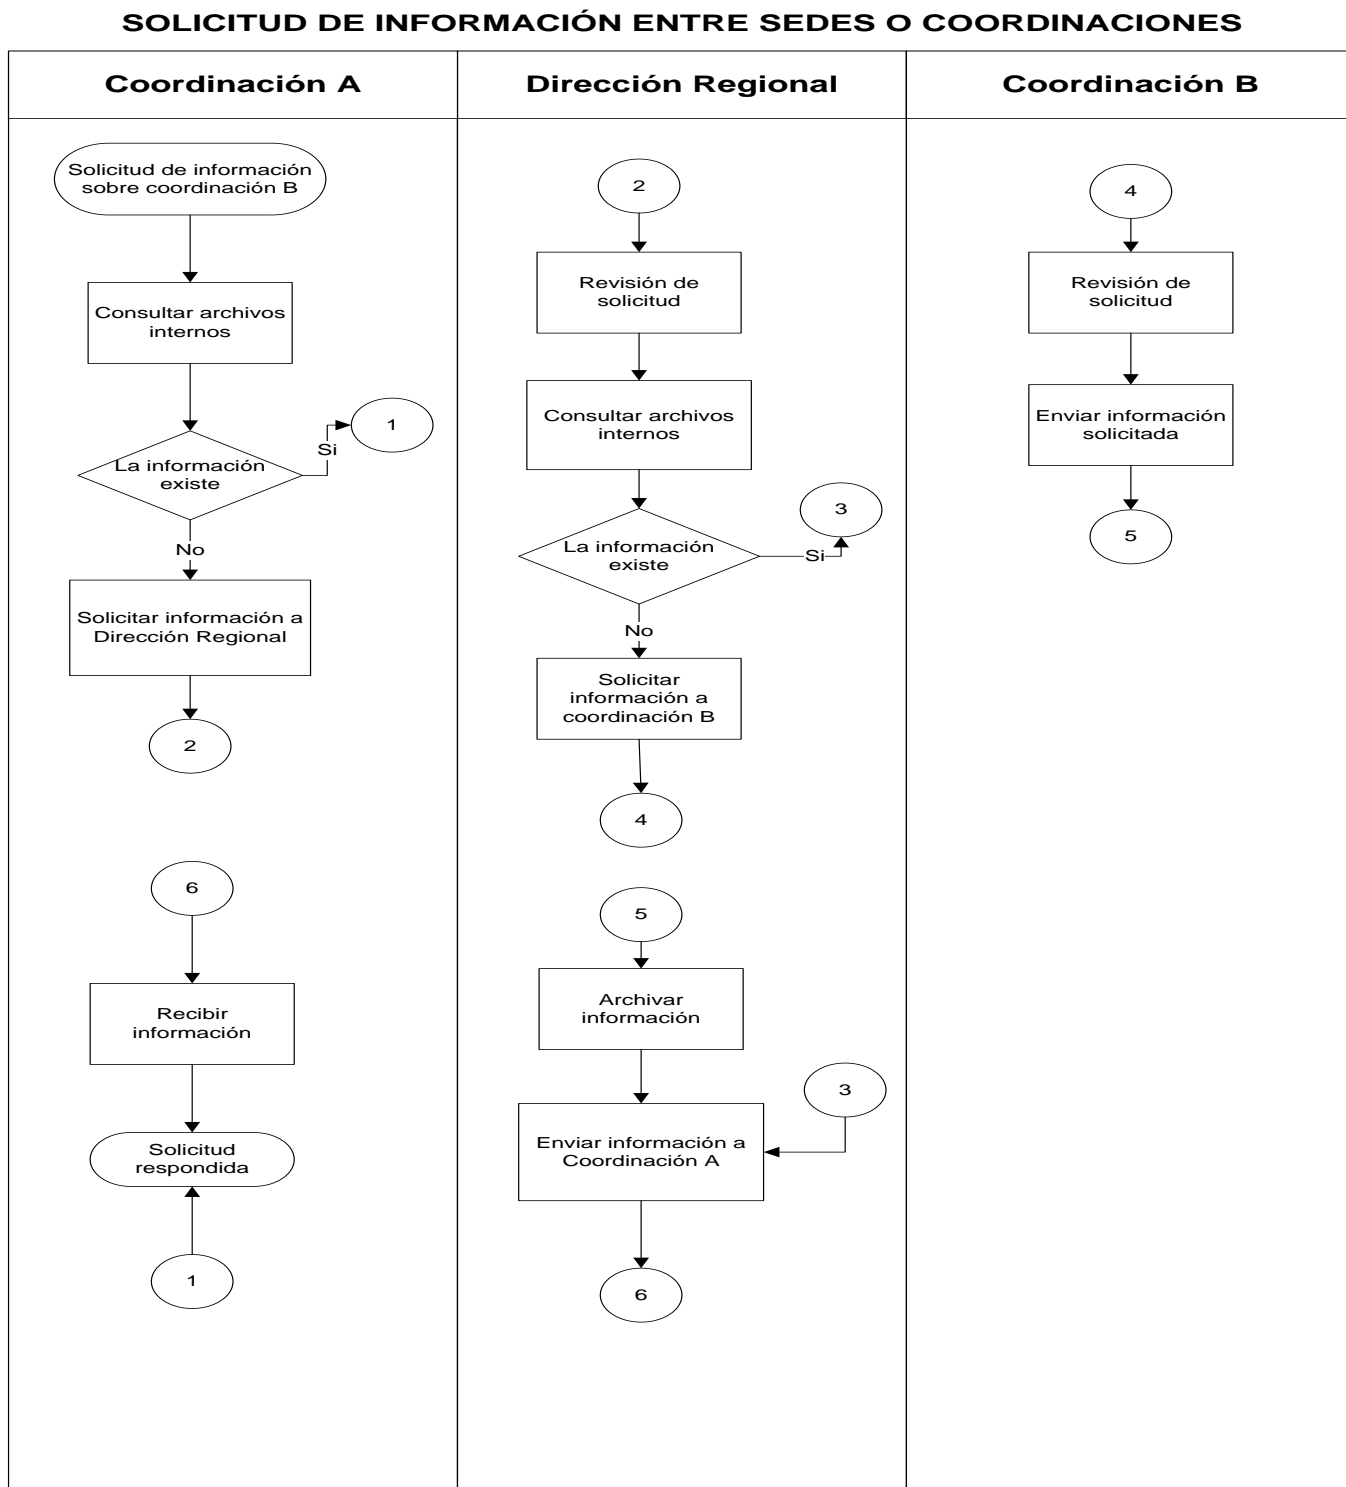 SOLICITUD DE INFORMACIÓN ENTRE SEDES O COORDINACIONES
Coordinación A
Solicitud de información
sobre coordinación B
Consultar archivos
internos
1
Si
La información
existe
No
Solicitar información a
Dirección Regional
2
6
Recibir
información
Solicitud
respondida
1
Dirección Regional
2
Revisión de
solicitud
Consultar archivos
internos
3
La información
existe
Si
No
Solicitar
información a
coordinación B
4
5
Archivar
información
3
Enviar información a
Coordinación A
6
Coordinación B
4
Revisión de
solicitud
Enviar información
solicitada
5